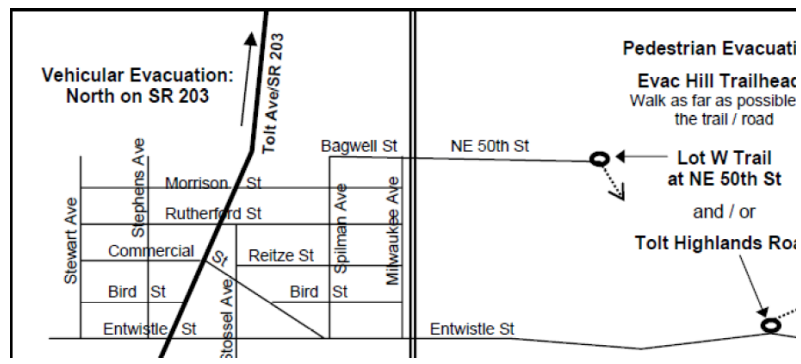 Vehicular Evacuation:
North on SR 203
Tolt Ave/SR 203
Pedestrian Evacuati
Evac Hill Trailhead
Walk as far as possible
the trail / road
Lot W Trail
at NE 50th St
and / or
Tolt Highlands Roa
Bagwell St
NE 50th St
Stewart Ave
Stephens Ave
Morrison St
Rutherford St
Commercial St
Reitze St
Spilman Ave
Milwaukee Ave
Bird St
Bird St
Stossel Ave
Entwistle St
Entwistle St